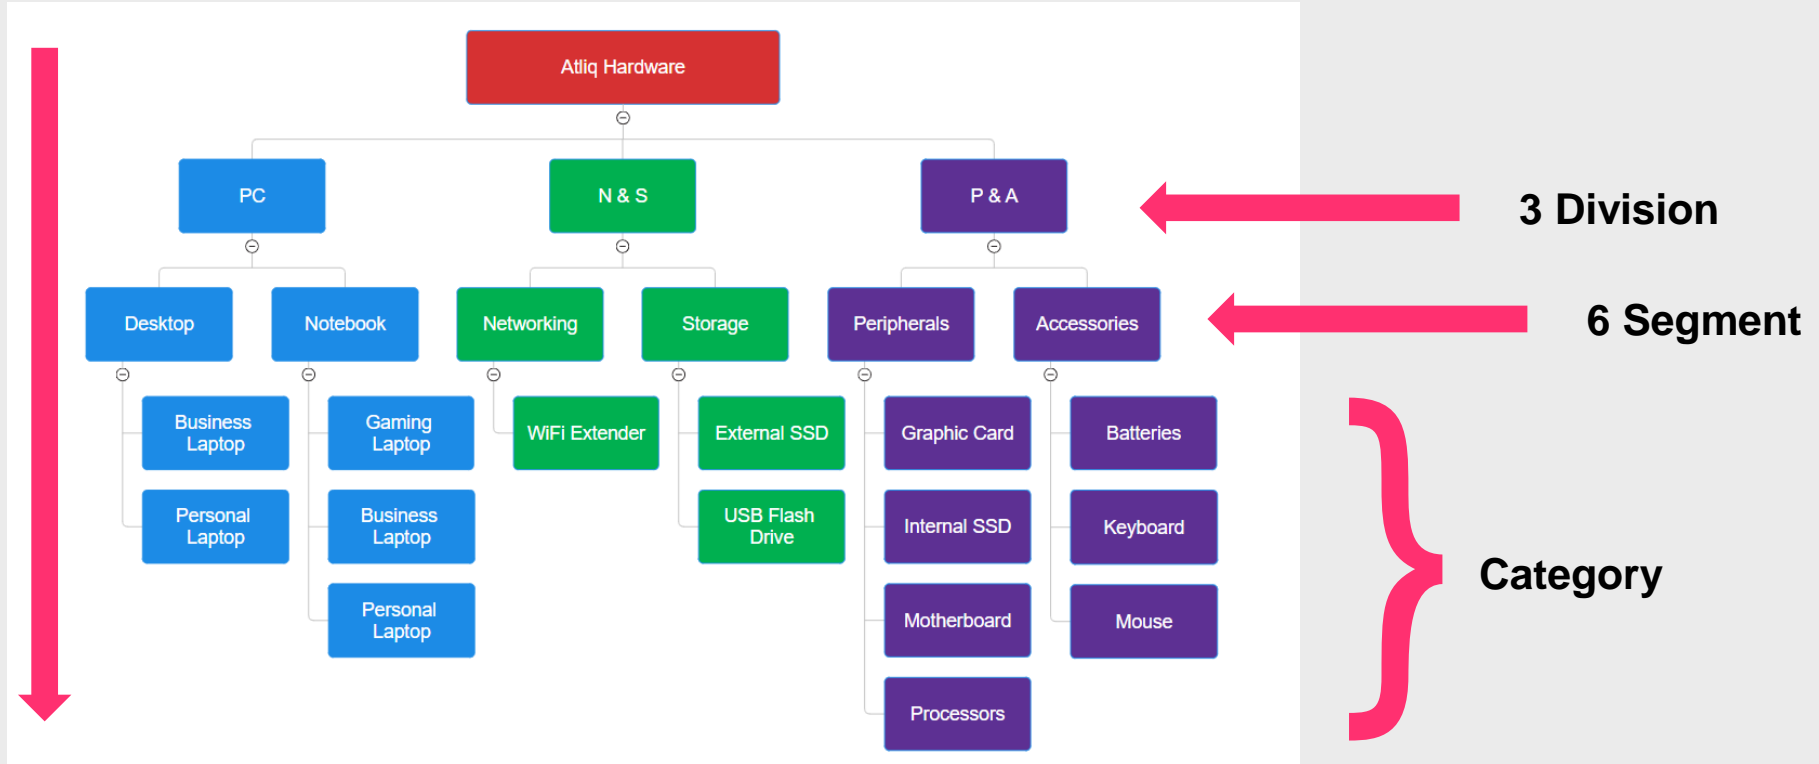 Atliq Hardware
PC
N & S
P & A
3 Division
Desktop
Notebook
Networking
Storage
Peripherals
Accessories
6 Segment
Business
Laptop
Personal
Laptop
Gaming
Laptop
Business
Laptop
Personal
Laptop
WiFi Extender
External SSD
USB Flash
Drive
Graphic Card
Internal SSD
Motherboard
Processors
Batteries
Keyboard
Mouse
Category